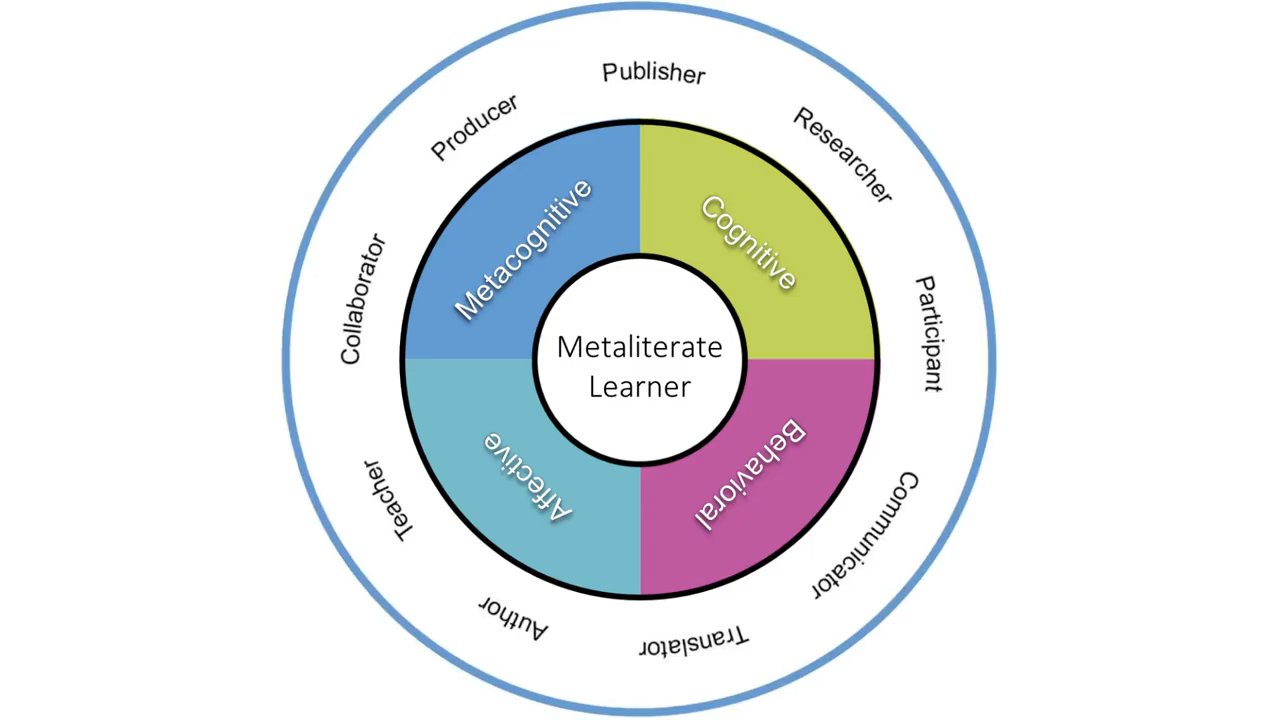 Publisher
Researcher
Participant
Communicator
Translator
Author
Teacher
Collaborator
Producer
Metacognitive
Cognitive
Behavioral
Affective
Metaliterate
Learner